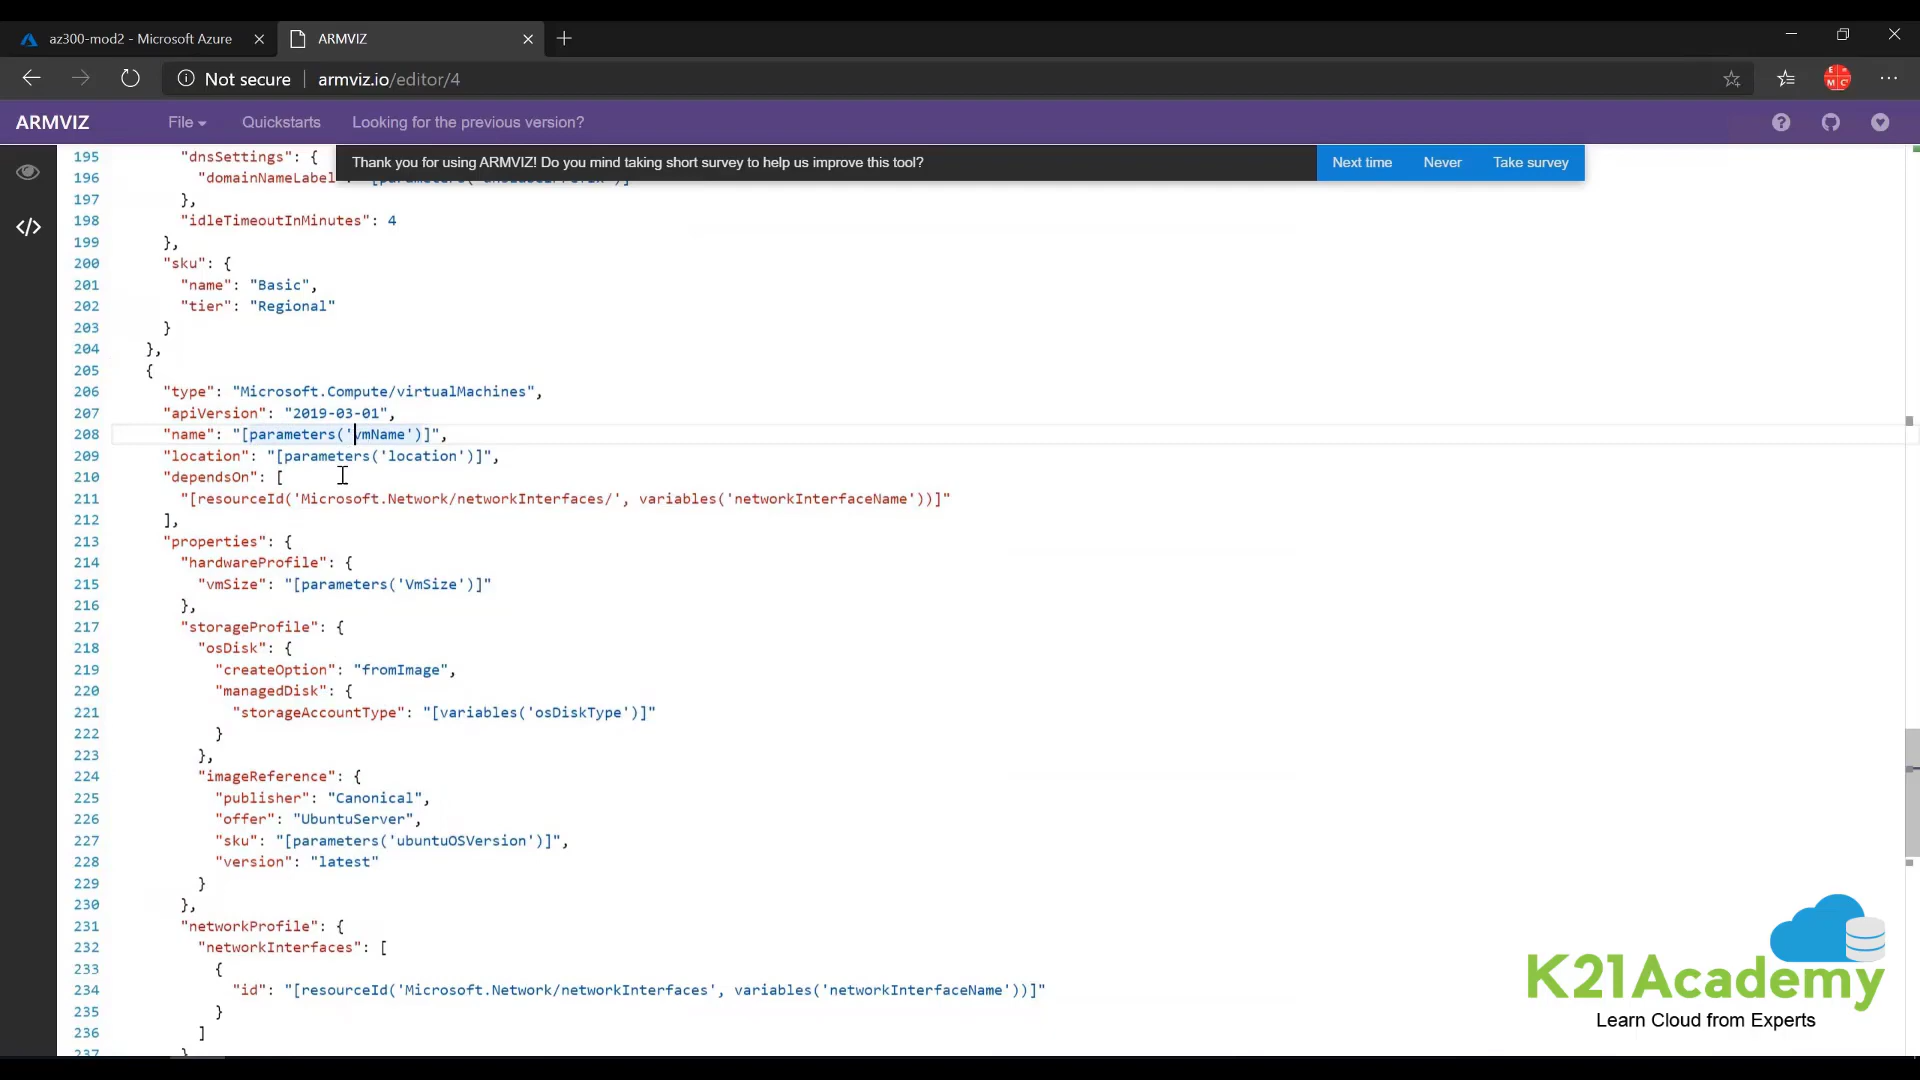 az300-mod2 - Microsoft Azure
ARMVIZ
Not secure
armviz.io/editor/4
ARMVIZ
File
Quickstarts
Looking for the previous version?
Thank you for using ARMVIZ! Do you mind taking short survey to help us improve this tool?
Next time
Never
Take survey
195 "dnsSettings": {
196 "domainNameLabel
197 },
198 "idleTimeoutInMinutes": 4
199 },
200 "sku": {
201 "name": "Basic",
202 "tier": "Regional"
203 }
204 },
205 {
206 "type": "Microsoft.Compute/virtualMachines",
207 "apiVersion": "2019-03-01",
208 "name": "[parameters('vmName')]",
209 "location": "[parameters('location')]",
210 "dependsOn": [
211 "[resourceId('Microsoft.Network/networkInterfaces/', variables('networkInterfaceName'))]"
212 ],
213 "properties": {
214 "hardwareProfile": {
215 "vmSize": "[parameters('VmSize')]"
216 },
217 "storageProfile": {
218 "osDisk": {
219 "createOption": "fromImage",
220 "managedDisk": {
221 "storageAccountType": "[variables('osDiskType')]"
222 }
223 },
224 "imageReference": {
225 "publisher": "Canonical",
226 "offer": "UbuntuServer",
227 "sku": "[parameters('ubuntuOSVersion')]",
228 "version": "latest"
229 }
230 },
231 "networkProfile": {
232 "networkInterfaces": [
233 {
234 "id": "[resourceId('Microsoft.Network/networkInterfaces', variables('networkInterfaceName'))]"
235 }
236 ]
237 }
K21Academy
Learn Cloud from Experts